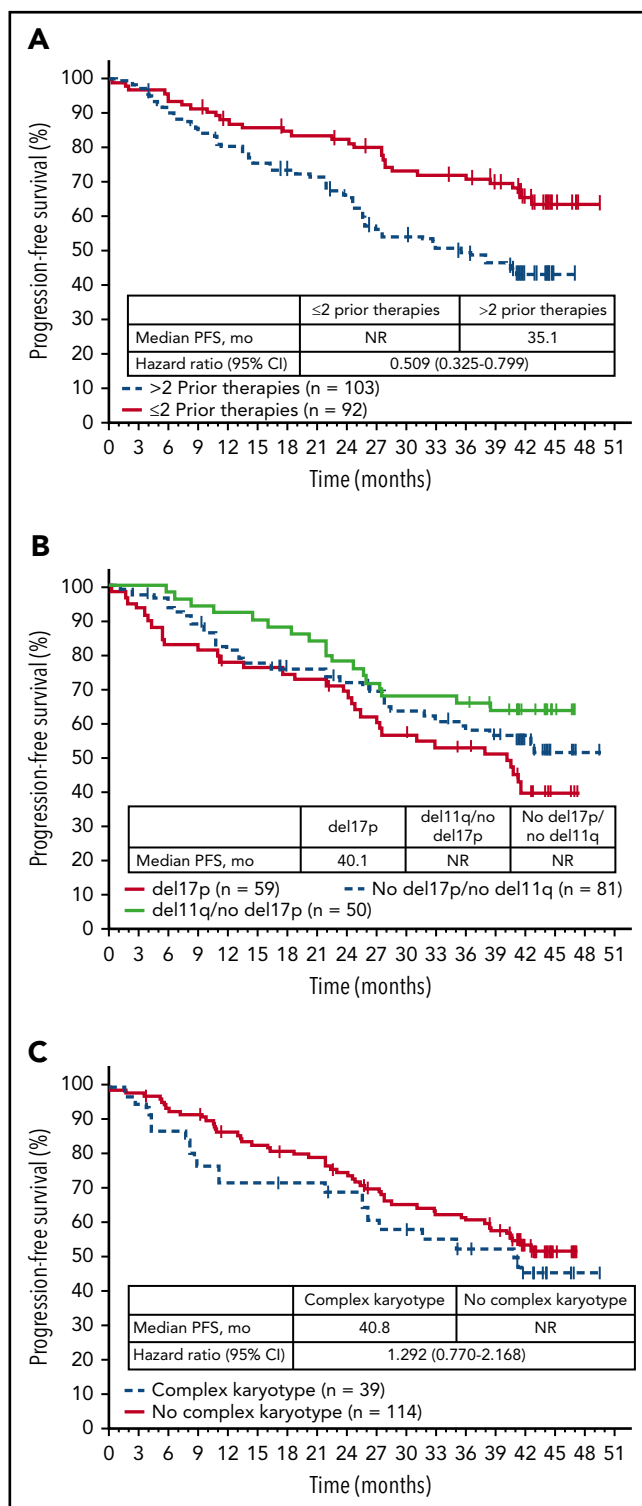 A
Progression-free survival (%)
100
90
80
70
60
50
40
30
20
10
0
≤2 prior therapies >2 prior therapies
Median PFS, mo NR 35.1
Hazard ratio (95% CI) 0.509 (0.325-0.799)
>2 Prior therapies (n = 103)
≤2 Prior therapies (n = 92)
0 3 6 9 12 15 18 21 24 27 30 33 36 39 42 45 48 51
Time (months)
B
Progression-free survival (%)
100
90
80
70
60
50
40
30
20
10
0
del17p del11q/no del17p No del17p/ no del11q
Median PFS, mo 40.1 NR NR
del17p (n = 59) No del17p/no del11q (n = 81)
del11q/no del17p (n = 50)
0 3 6 9 12 15 18 21 24 27 30 33 36 39 42 45 48 51
Time (months)
C
Progression-free survival (%)
100
90
80
70
60
50
40
30
20
10
0
Complex karyotype No complex karyotype
Median PFS, mo 40.8 NR
Hazard ratio (95% CI) 1.292 (0.770-2.168)
Complex karyotype (n = 39)
No complex karyotype (n = 114)
0 3 6 9 12 15 18 21 24 27 30 33 36 39 42 45 48 51
Time (months)